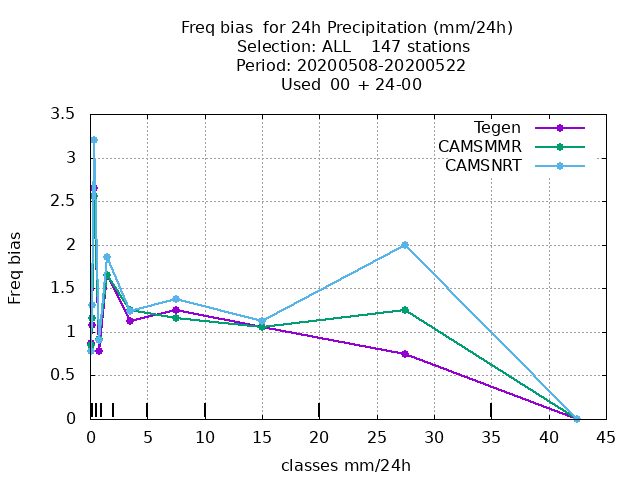 Freq bias  for 24h Precipitation (mm/24h)
Selection: ALL    147 stations
Period: 20200508-20200522
Used  00 + 24-00
Tegen
CAMSMMR
CAMSNRT
3.5
3
2.5
2
1.5
1
0.5
0
Freq bias
0 5 10 15 20 25 30 35 40 45
classes mm/24h